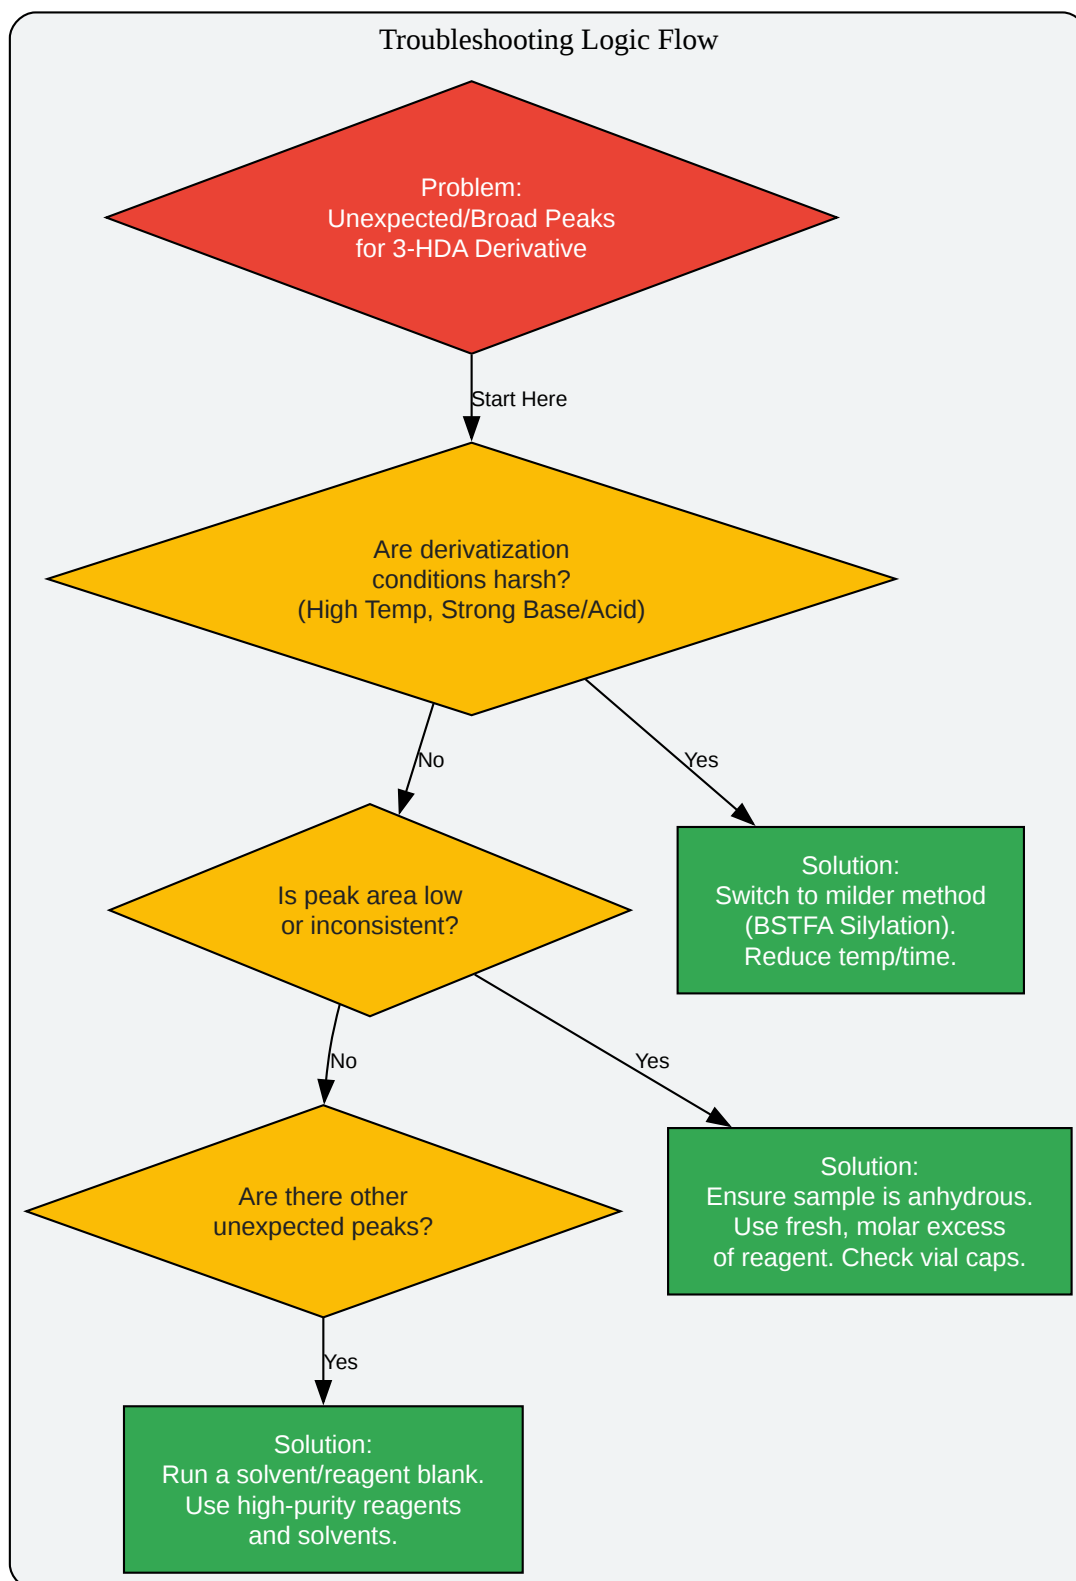 Troubleshooting Logic Flow
Problem:
Unexpected/Broad Peaks
for 3-HDA Derivative
Start Here
Are derivatization
conditions harsh?
(High Temp, Strong Base/Acid)
No
Yes
Is peak area low
or inconsistent?
Solution:
Switch to milder method
(BSTFA Silylation).
Reduce temp/time.
No
Yes
Are there other
unexpected peaks?
Solution:
Ensure sample is anhydrous.
Use fresh, molar excess
of reagent. Check vial caps.
Yes
Solution:
Run a solvent/reagent blank.
Use high-purity reagents
and solvents.